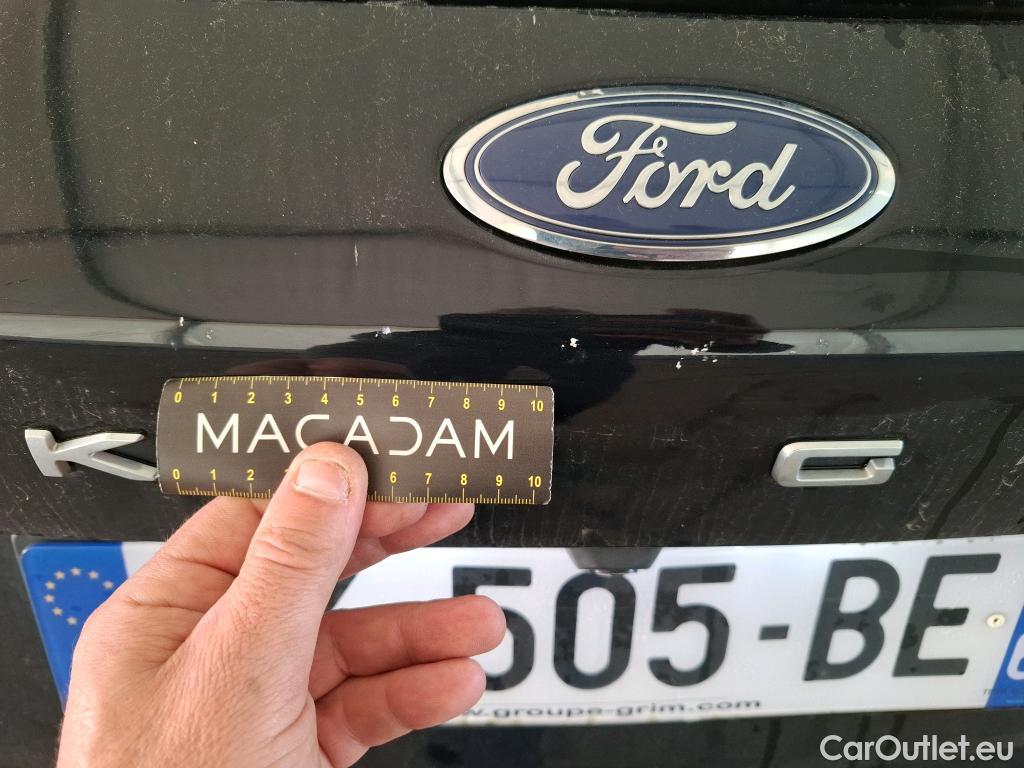 Ford
0 1 2 3 4 5 6 7 8 9 10
MACADAM
0 1 2 6 7 8 9 10
K G
505-BE
www.groupe-grim.com
CarOutlet.eu